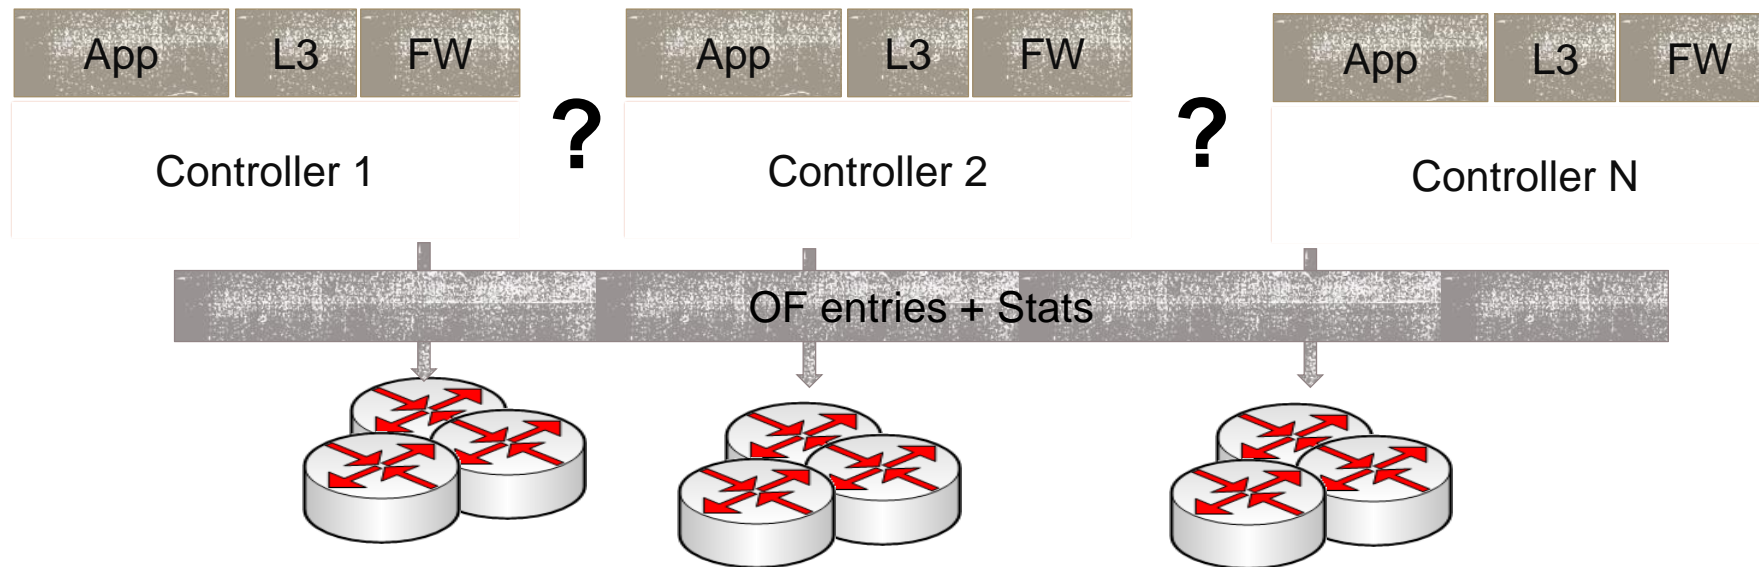 App L3 FW
App L3 FW
App L3 FW
?
?
Controller 1
Controller 2
Controller N
OF entries + Stats